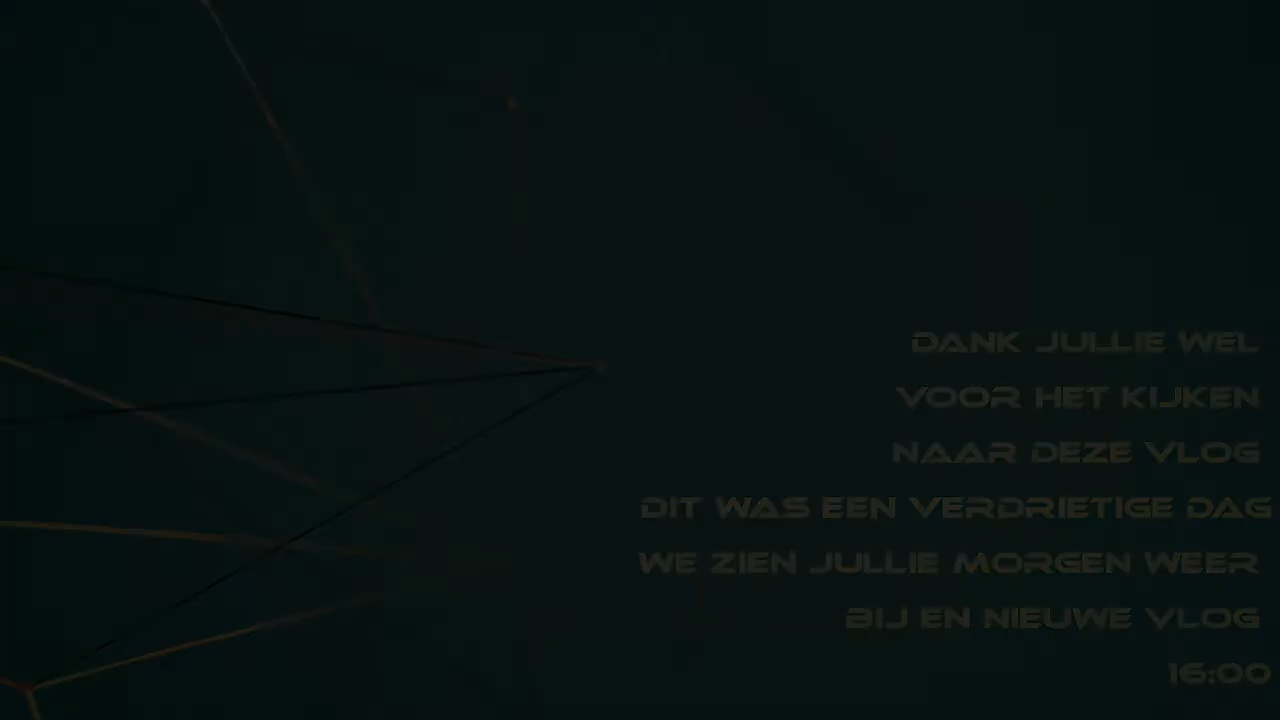 DANK JULLIE WEL
VOOR HET KIJKEN
NAAR DEZE VLOG
DIT WAS EEN VERDRIETIGE DAG
WE ZIEN JULLIE MORGEN WEER
BIJ EN NIEUWE VLOG
16:00